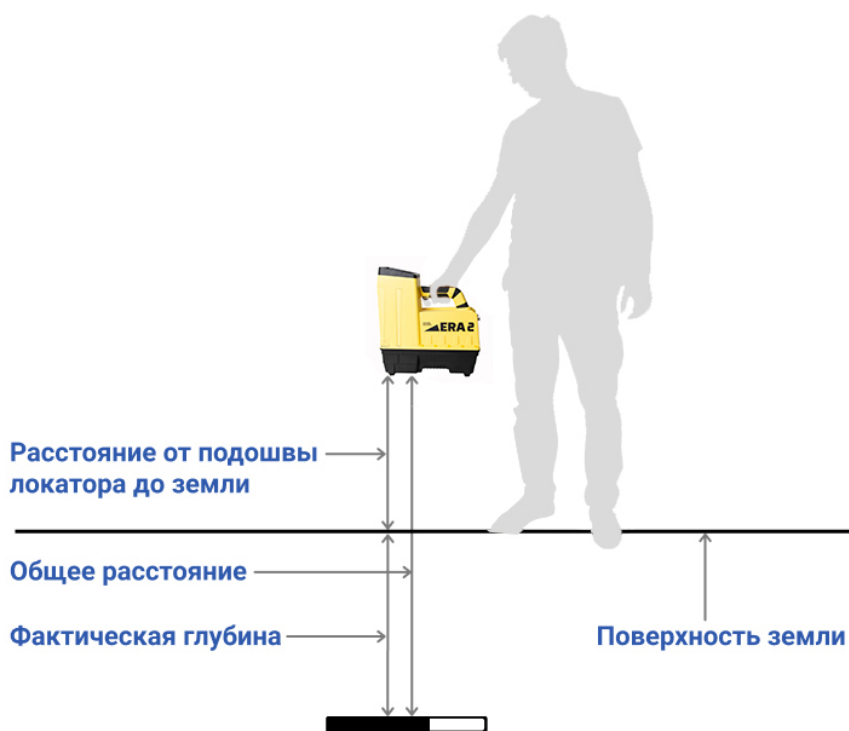 ERA 2
Расстояние от подошвы
локатора до земли
Общее расстояние
Фактическая глубина
Поверхность земли